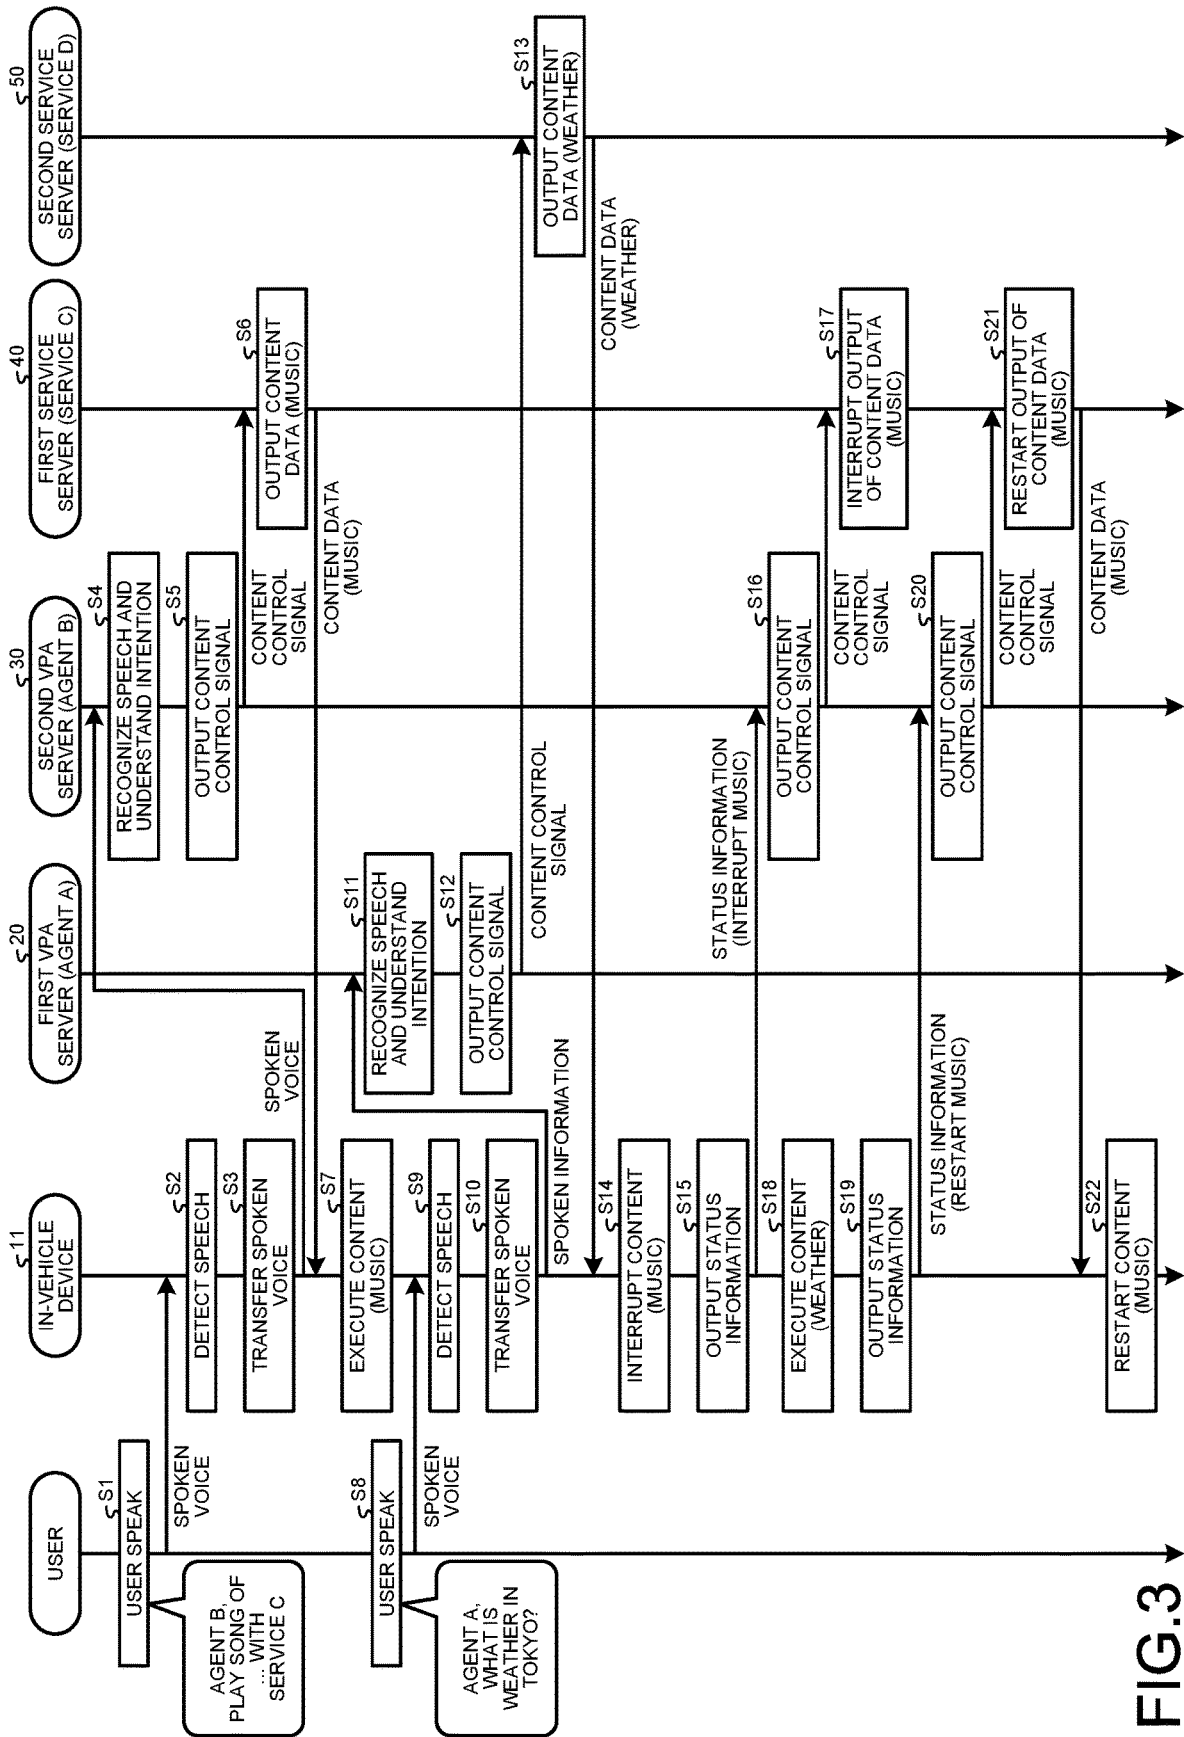 USER
IN-VEHICLE
DEVICE
11
FIRST VPA
SERVER (AGENT A)
20
SECOND VPA
SERVER (AGENT B)
30
FIRST SERVICE
SERVER (SERVICE C)
40
SECOND SERVICE
SERVER (SERVICE D)
50
S1
USER SPEAK
AGENT B,
PLAY SONG OF
... WITH
SERVICE C
SPOKEN
VOICE
S2
DETECT SPEECH
S3
TRANSFER SPOKEN
VOICE
SPOKEN
VOICE
S4
RECOGNIZE SPEECH AND
UNDERSTAND INTENTION
S5
OUTPUT CONTENT
CONTROL SIGNAL
CONTENT
CONTROL
SIGNAL
S6
OUTPUT CONTENT
DATA (MUSIC)
CONTENT DATA
(MUSIC)
S7
EXECUTE CONTENT
(MUSIC)
S8
USER SPEAK
AGENT A,
WHAT IS
WEATHER IN
TOKYO?
SPOKEN
VOICE
S9
DETECT SPEECH
S10
TRANSFER SPOKEN
VOICE
SPOKEN INFORMATION
S11
RECOGNIZE SPEECH
AND UNDERSTAND
INTENTION
S12
OUTPUT CONTENT
CONTROL SIGNAL
CONTENT CONTROL
SIGNAL
S13
OUTPUT CONTENT
DATA (WEATHER)
CONTENT DATA
(WEATHER)
S14
INTERRUPT CONTENT
(MUSIC)
S15
OUTPUT STATUS
INFORMATION
STATUS INFORMATION
(INTERRUPT MUSIC)
S16
OUTPUT CONTENT
CONTROL SIGNAL
CONTENT
CONTROL
SIGNAL
S17
INTERRUPT OUTPUT
OF CONTENT DATA
(MUSIC)
S18
EXECUTE CONTENT
(WEATHER)
S19
OUTPUT STATUS
INFORMATION
STATUS INFORMATION
(RESTART MUSIC)
S20
OUTPUT CONTENT
CONTROL SIGNAL
CONTENT
CONTROL
SIGNAL
S21
RESTART OUTPUT OF
CONTENT DATA
(MUSIC)
CONTENT DATA
(MUSIC)
S22
RESTART CONTENT
(MUSIC)
FIG.3